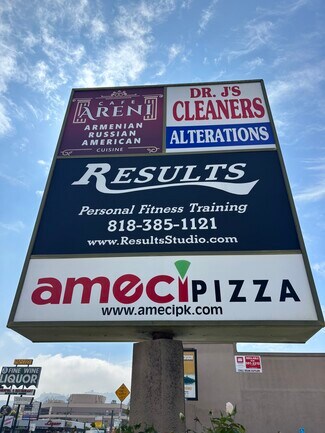 CAFE
ARENI
ARMENIAN
RUSSIAN
AMERICAN
CUISINE
DR. J'S
CLEANERS
ALTERATIONS
RESULTS
Personal Fitness Training
818-385-1121
www.ResultsStudio.com
ameci PIZZA
www.amecipk.com
FINE WINE
LIQUOR